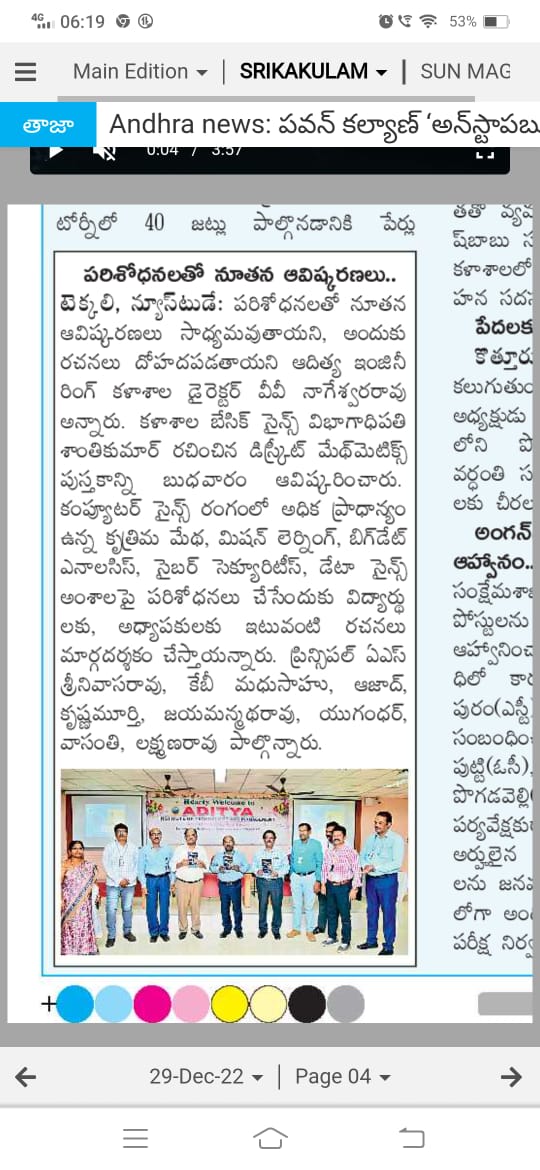 4G 06:19 53%
Main Edition | SRIKAKULAM | SUN MAG
తాజా Andhra news: పవన్ కల్యాణ్ ‘అన్‌స్టాపబు
0:04 / 3:57
టోర్నీలో 40 జట్లు పాల్గొనడానికి పేర్లు
పరిశోధనలతో నూతన ఆవిష్కరణలు..
టెక్కలి, న్యూస్‌టుడే: పరిశోధనలతో నూతన
ఆవిష్కరణలు సాధ్యమవుతాయని, అందుకు
రచనలు దోహదపడతాయని ఆదిత్య ఇంజినీ
రింగ్ కళాశాల డైరెక్టర్ వీవీ నాగేశ్వరరావు
అన్నారు. కళాశాల బేసిక్ సైన్స్ విభాగాధిపతి
శాంతికుమార్ రచించిన డిస్క్రీట్ మేథ్‌మెటిక్స్
పుస్తకాన్ని బుధవారం ఆవిష్కరించారు.
కంప్యూటర్ సైన్స్ రంగంలో అధిక ప్రాధాన్యం
ఉన్న కృత్రిమ మేథ, మిషన్ లెర్నింగ్, బిగ్‌డేట్
ఎనాలసిస్, సైబర్ సెక్యూరిటీస్, డేటా సైన్స్
అంశాలపై పరిశోధనలు చేసేందుకు విద్యార్థు
లకు, అధ్యాపకులకు ఇటువంటి రచనలు
మార్గదర్శకం చేస్తాయన్నారు. ప్రిన్సిపల్ ఏఎస్
శ్రీనివాసరావు, కేబీ మధుసాహు, ఆజాద్,
కృష్ణమూర్తి, జయమన్మథరావు, యుగంధర్,
వాసంతి, లక్ష్మణరావు పాల్గొన్నారు.
Hearty Welcome to
ADITYA
తతో వ్యవ
ష్‌బాబు స
కళాశాలలో
హన సదస
పేదలకు
కొత్తూరు
కలుగుతుం
అధ్యక్షుడు
లోని పొ
వర్ధంతి స
లకు చీరల
అంగన్
ఆహ్వానం..
సంక్షేమశా
పోస్టులను
ఆహ్వానించ
ధిలో కా
పురం(ఎస్టీ
సంబంధిం
పుట్టి(ఓసీ),
పొగడవెల్లి
పర్యవేక్షకు
అర్హులైన
లను జనవ
లోగా అం
పరీక్ష నిర్వ
29-Dec-22 | Page 04